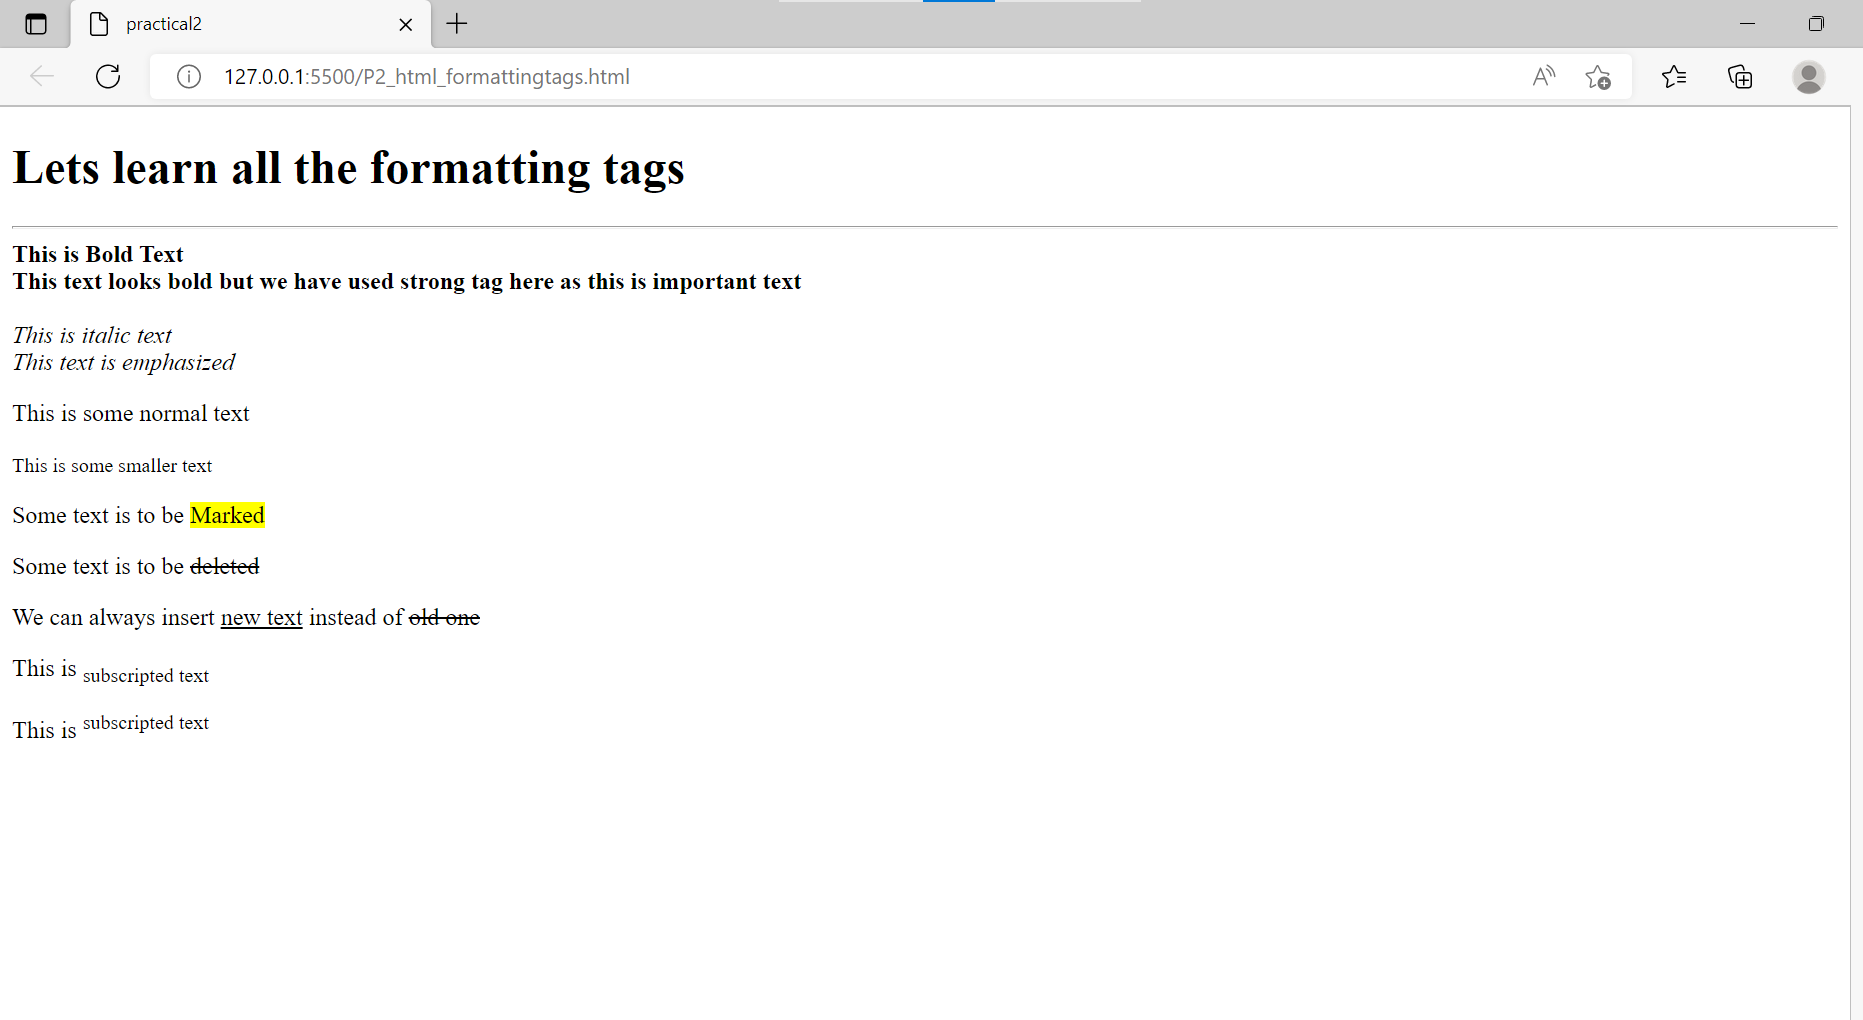 practical2
127.0.0.1:5500/P2_html_formattingtags.html
Lets learn all the formatting tags
This is Bold Text
This text looks bold but we have used strong tag here as this is important text
This is italic text
This text is emphasized
This is some normal text
This is some smaller text
Some text is to be Marked
Some text is to be deleted
We can always insert new text instead of old one
This is subscripted text
This is subscripted text